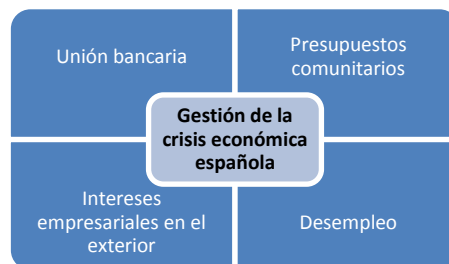 Unión bancaria
Presupuestos
comunitarios
Gestión de la
crisis económica
española
Intereses
empresariales en el
exterior
Desempleo